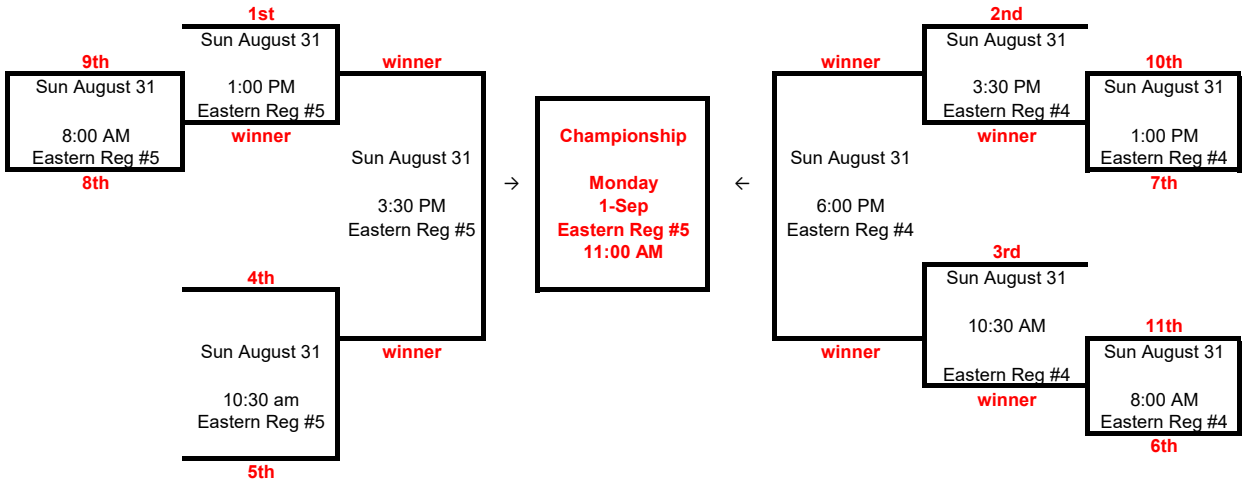 1st
Sun August 31
1:00 PM
Eastern Reg #5
winner
9th
Sun August 31
8:00 AM
Eastern Reg #5
8th
winner
Sun August 31
3:30 PM
Eastern Reg #5
4th
Sun August 31
10:30 am
Eastern Reg #5
5th
winner
→
Championship
Monday
1-Sep
Eastern Reg #5
11:00 AM
←
winner
Sun August 31
6:00 PM
Eastern Reg #4
winner
2nd
Sun August 31
3:30 PM
Eastern Reg #4
winner
10th
Sun August 31
1:00 PM
Eastern Reg #4
7th
3rd
Sun August 31
10:30 AM
Eastern Reg #4
winner
11th
Sun August 31
8:00 AM
Eastern Reg #4
6th